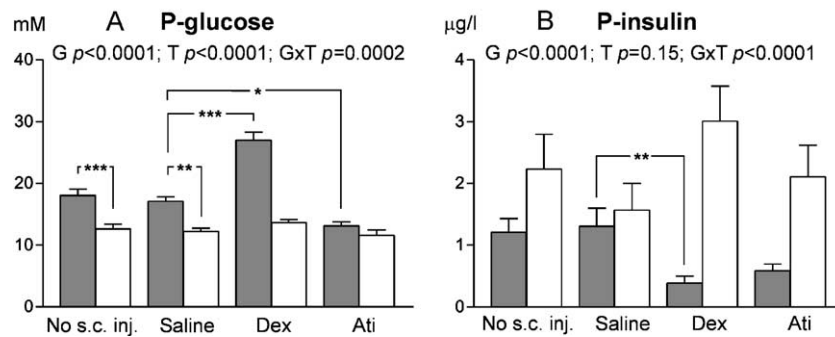 mM A P-glucose
G p<0.0001; T p<0.0001; GxT p=0.0002
40
30
20
10
0
*
***
***
**
No s.c. inj. Saline Dex Ati
µg/l B P-insulin
G p<0.0001; T p=0.15; GxT p<0.0001
4
3
2
1
0
**
No s.c. inj. Saline Dex Ati